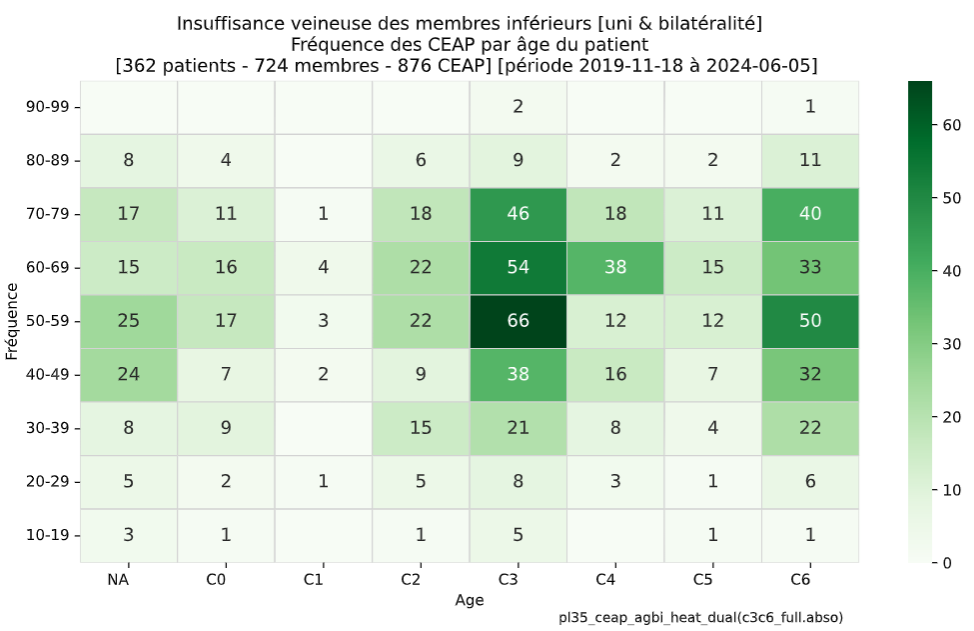 Insuffisance veineuse des membres inférieurs [uni & bilatéralité]
Fréquence des CEAP par âge du patient
[362 patients - 724 membres - 876 CEAP] [période 2019-11-18 à 2024-06-05]
90-99 2 1
80-89 8 4 6 9 2 2 11
70-79 17 11 1 18 46 18 11 40
60-69 15 16 4 22 54 38 15 33
50-59 25 17 3 22 66 12 12 50
40-49 24 7 2 9 38 16 7 32
30-39 8 9 15 21 8 4 22
20-29 5 2 1 5 8 3 1 6
10-19 3 1 1 5 1 1
NA C0 C1 C2 C3 C4 C5 C6
Age
Fréquence
60
50
40
30
20
10
0
pl35_ceap_agbi_heat_dual(c3c6_full.abso)